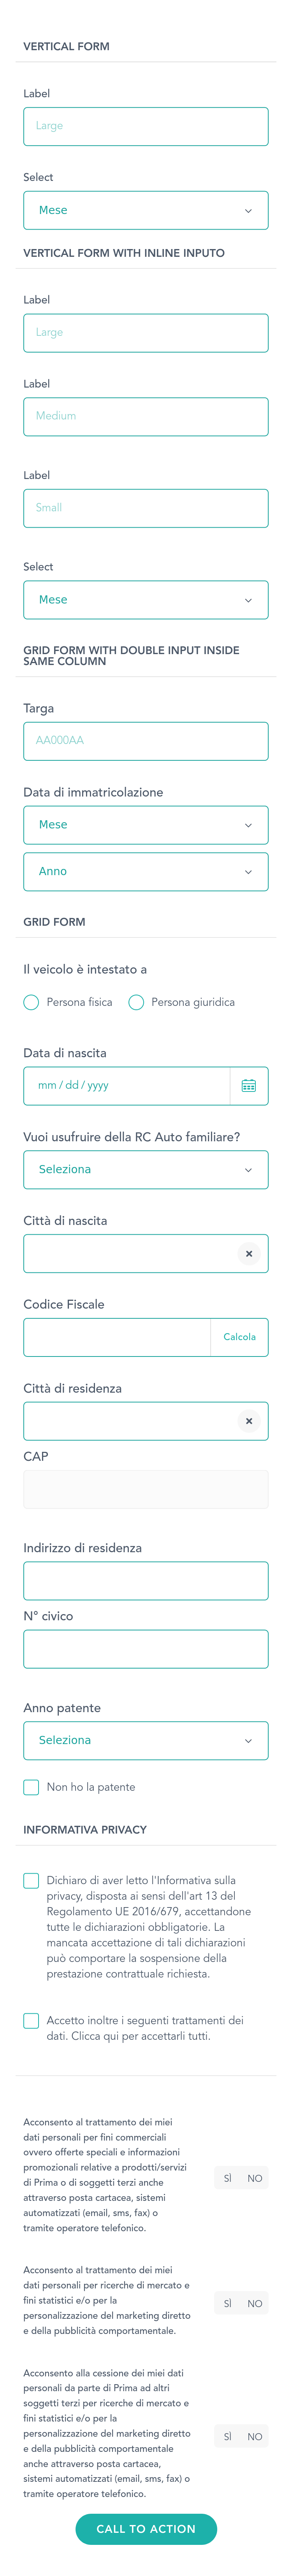 VERTICAL FORM
Label
Large
Select
Mese
VERTICAL FORM WITH INLINE INPUTO
Label
Large
Label
Medium
Label
Small
Select
Mese
GRID FORM WITH DOUBLE INPUT INSIDE
SAME COLUMN
Targa
AA000AA
Data di immatricolazione
Mese
Anno
GRID FORM
Il veicolo è intestato a
Persona fisica Persona giuridica
Data di nascita
mm / dd / yyyy
Vuoi usufruire della RC Auto familiare?
Seleziona
Città di nascita
Codice Fiscale
Calcola
Città di residenza
CAP
Indirizzo di residenza
N° civico
Anno patente
Seleziona
Non ho la patente
INFORMATIVA PRIVACY
Dichiaro di aver letto l'Informativa sulla
privacy, disposta ai sensi dell'art 13 del
Regolamento UE 2016/679, accettandone
tutte le dichiarazioni obbligatorie. La
mancata accettazione di tali dichiarazioni
può comportare la sospensione della
prestazione contrattuale richiesta.
Accetto inoltre i seguenti trattamenti dei
dati. Clicca qui per accettarli tutti.
Acconsento al trattamento dei miei
dati personali per fini commerciali
ovvero offerte speciali e informazioni
promozionali relative a prodotti/servizi
di Prima o di soggetti terzi anche
attraverso posta cartacea, sistemi
automatizzati (email, sms, fax) o
tramite operatore telefonico.
SÌ NO
Acconsento al trattamento dei miei
dati personali per ricerche di mercato e
fini statistici e/o per la
personalizzazione del marketing diretto
e della pubblicità comportamentale.
SÌ NO
Acconsento alla cessione dei miei dati
personali da parte di Prima ad altri
soggetti terzi per ricerche di mercato e
fini statistici e/o per la
personalizzazione del marketing diretto
e della pubblicità comportamentale
anche attraverso posta cartacea,
sistemi automatizzati (email, sms, fax) o
tramite operatore telefonico.
SÌ NO
CALL TO ACTION